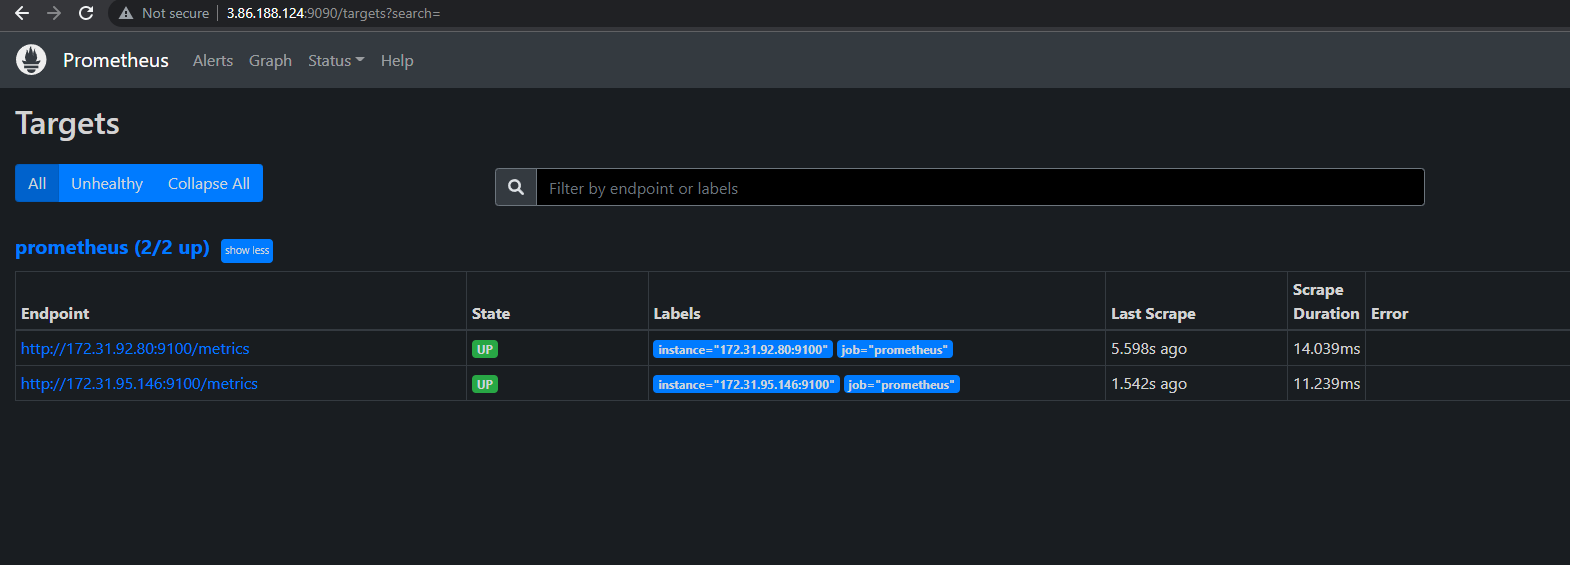 Not secure 3.86.188.124:9090/targets?search=
Prometheus Alerts Graph Status Help
Targets
All Unhealthy Collapse All Filter by endpoint or labels
prometheus (2/2 up) show less
Endpoint State Labels Last Scrape Scrape Duration Error
http://172.31.92.80:9100/metrics UP instance="172.31.92.80:9100" job="prometheus" 5.598s ago 14.039ms
http://172.31.95.146:9100/metrics UP instance="172.31.95.146:9100" job="prometheus" 1.542s ago 11.239ms